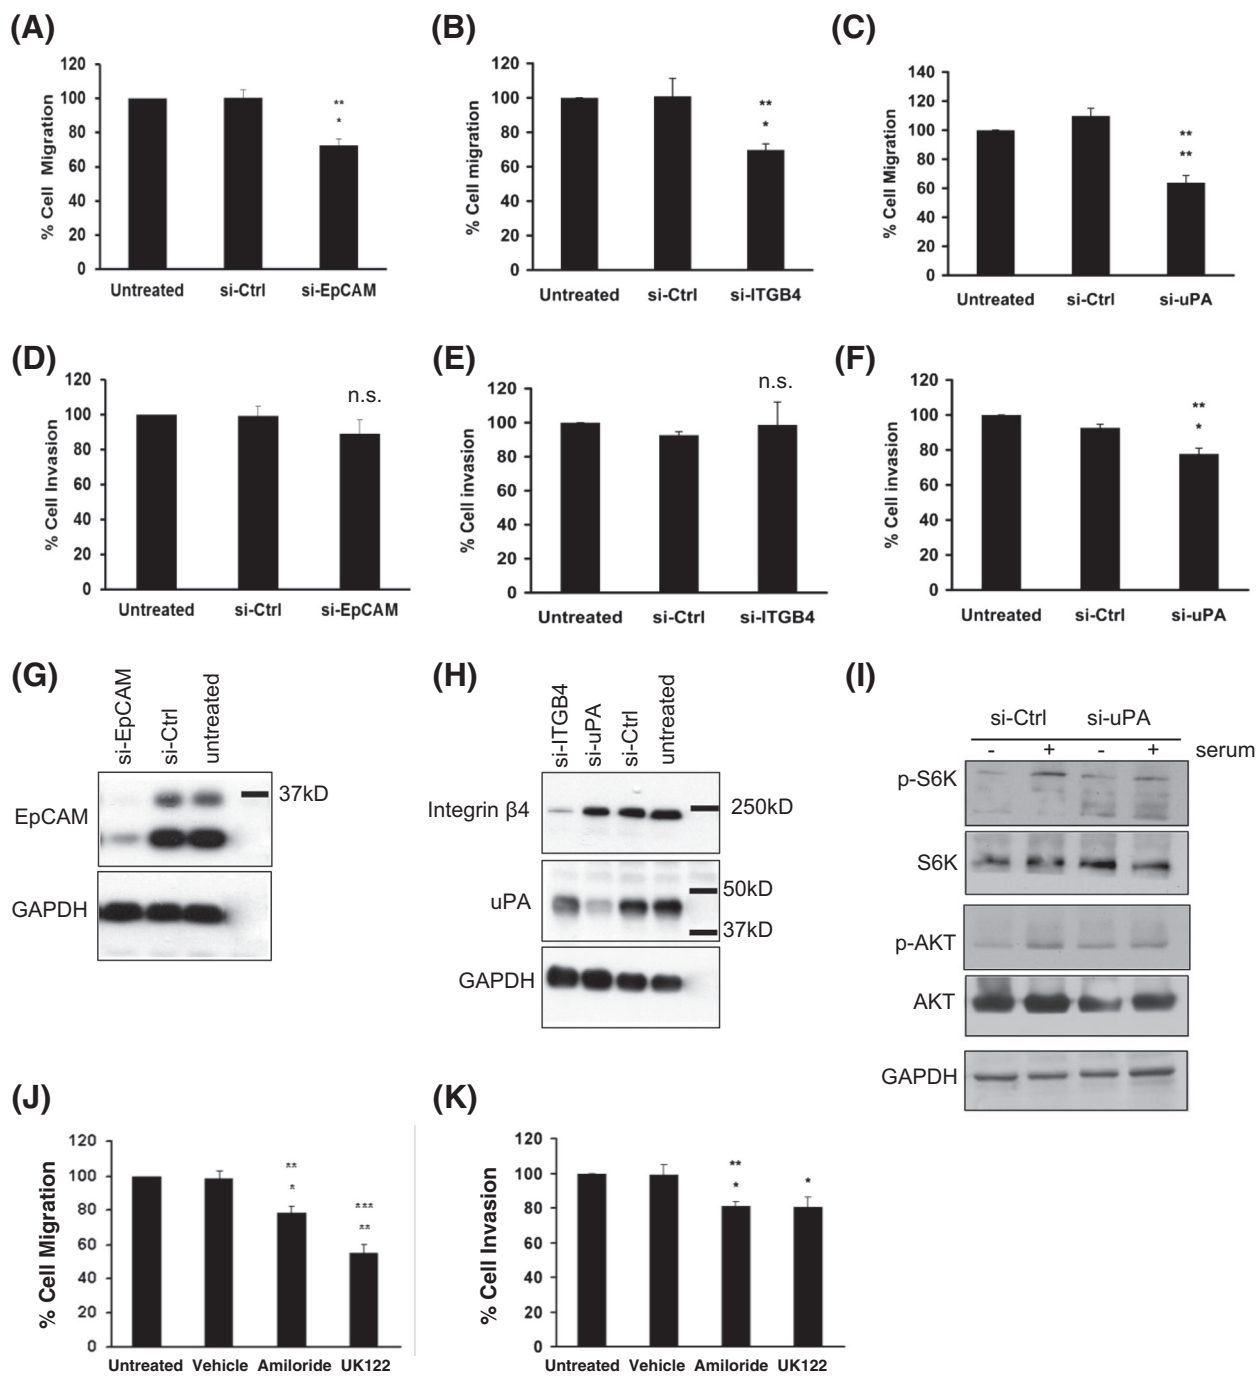 (A)
120
100
80
60
40
20
0
% Cell Migration
**
*
Untreated si-Ctrl si-EpCAM
(B)
120
100
80
60
40
20
0
% Cell migration
**
*
Untreated si-Ctrl si-ITGB4
(C)
140
120
100
80
60
40
20
0
% Cell Migration
**
**
Untreated si-Ctrl si-uPA
(D)
120
100
80
60
40
20
0
% Cell Invasion
n.s.
Untreated si-Ctrl si-EpCAM
(E)
120
100
80
60
40
20
0
% Cell invasion
n.s.
Untreated si-Ctrl si-ITGB4
(F)
120
100
80
60
40
20
0
% Cell invasion
**
*
Untreated si-Ctrl si-uPA
(G)
si-EpCAM
si-Ctrl
untreated
EpCAM
37kD
GAPDH
(H)
si-ITGB4
si-uPA
si-Ctrl
untreated
Integrin β4
250kD
uPA
50kD
37kD
GAPDH
(I)
si-Ctrl si-uPA
- + - + serum
p-S6K
S6K
p-AKT
AKT
GAPDH
(J)
120
100
80
60
40
20
0
% Cell Migration
**
*
***
**
Untreated Vehicle Amiloride UK122
(K)
120
100
80
60
40
20
0
% Cell Invasion
**
*
*
Untreated Vehicle Amiloride UK122